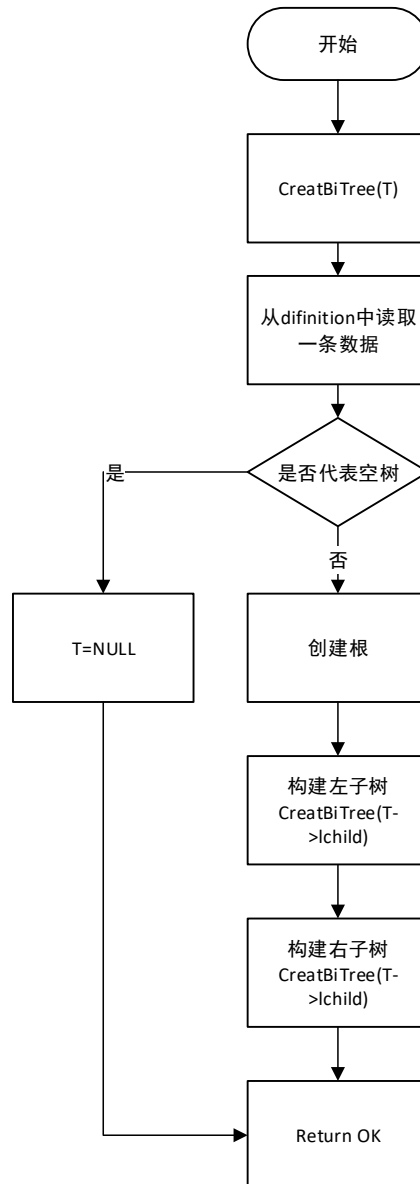 开始
CreatBiTree(T)
从difinition中读取
一条数据
是否代表空树
是
否
T=NULL
创建根
构建左子树
CreatBiTree(T-
>lchild)
构建右子树
CreatBiTree(T-
>lchild)
Return OK